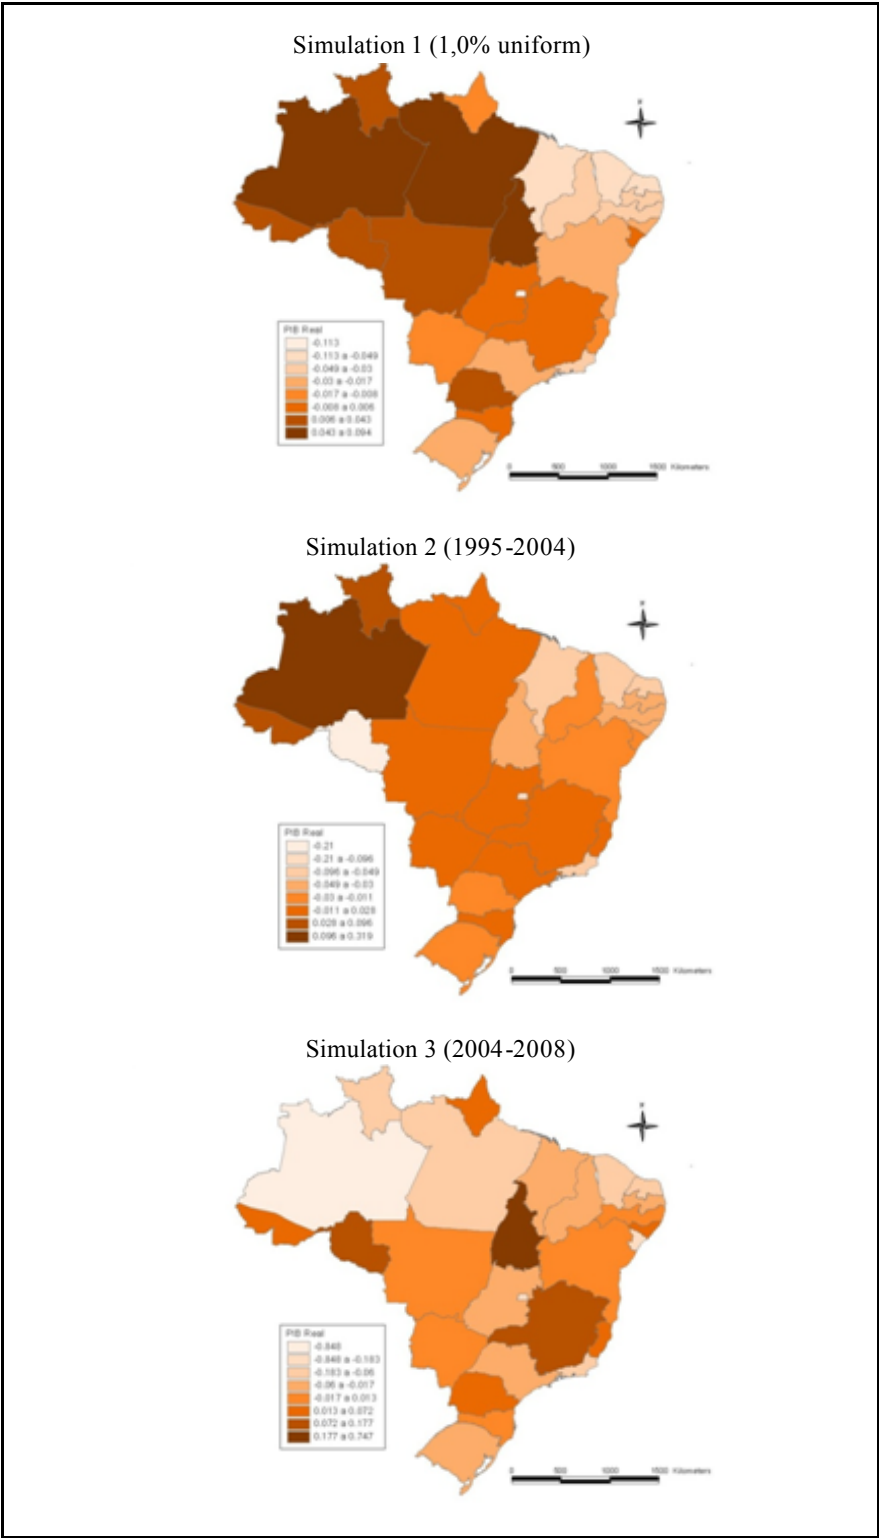 Simulation 1 (1,0% uniform)
PIB Real
-0.113
-0.113 a -0.049
-0.049 a -0.03
-0.03 a -0.017
-0.017 a -0.008
-0.008 a 0.006
0.006 a 0.043
0.043 a 0.094
0 500 1000 1500 Kilometers
Simulation 2 (1995-2004)
PIB Real
-0.21
-0.21 a -0.096
-0.096 a -0.049
-0.049 a -0.03
-0.03 a -0.011
-0.011 a 0.028
0.028 a 0.096
0.096 a 0.319
0 500 1000 1500 Kilometers
Simulation 3 (2004-2008)
PIB Real
-0.848
-0.848 a -0.183
-0.183 a -0.06
-0.06 a -0.017
-0.017 a 0.013
0.013 a 0.072
0.072 a 0.177
0.177 a 0.747
0 500 1000 1500 Kilometers